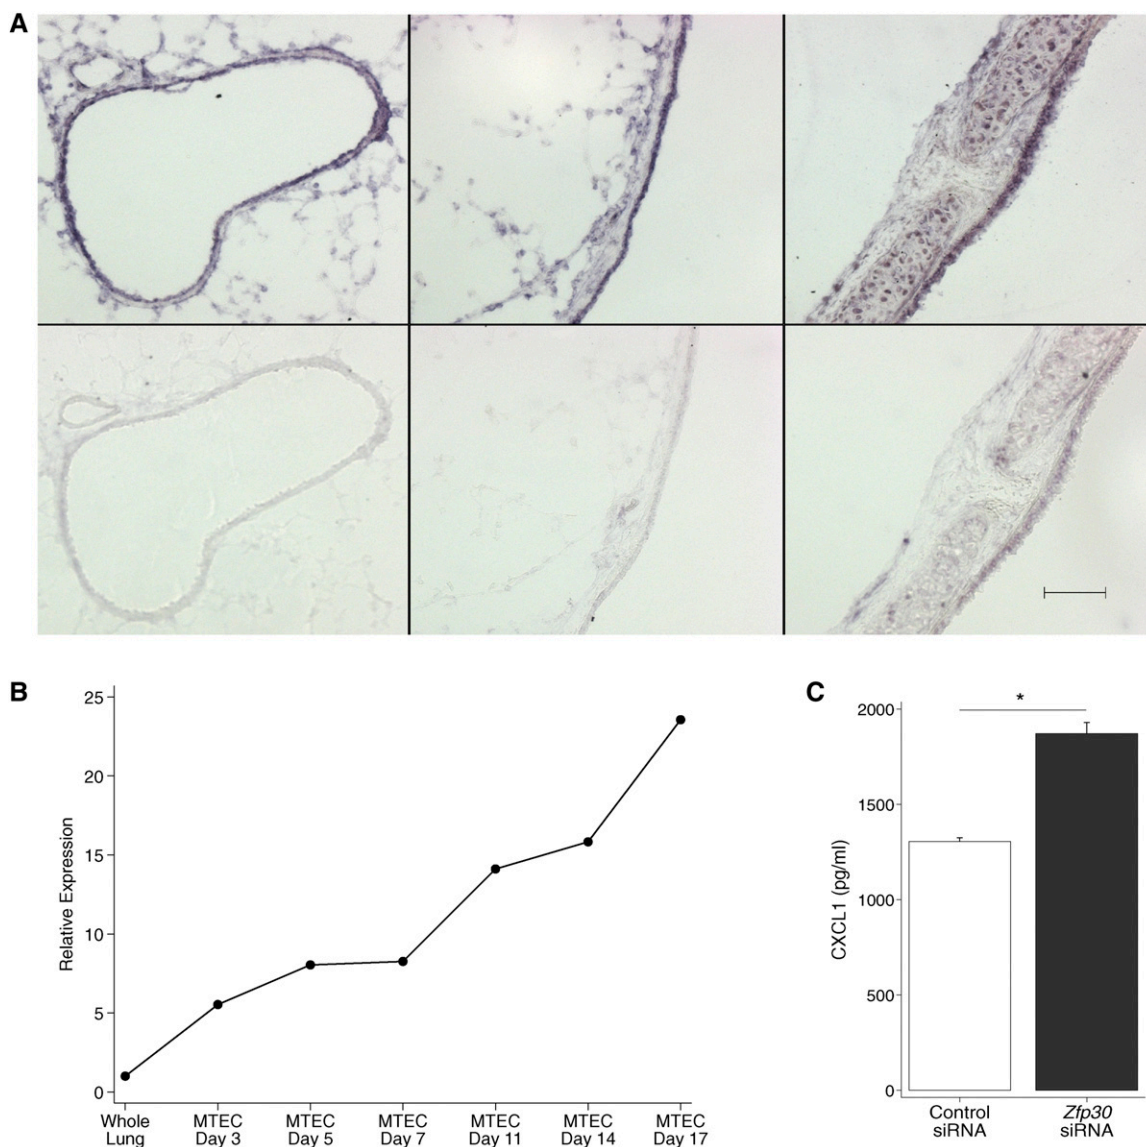 A
B
Relative Expression
25
20
15
10
5
0
Whole Lung
MTEC Day 3
MTEC Day 5
MTEC Day 7
MTEC Day 11
MTEC Day 14
MTEC Day 17
C
CXCL1 (pg/ml)
2000
1500
1000
500
0
*
Control siRNA
Zfp30 siRNA